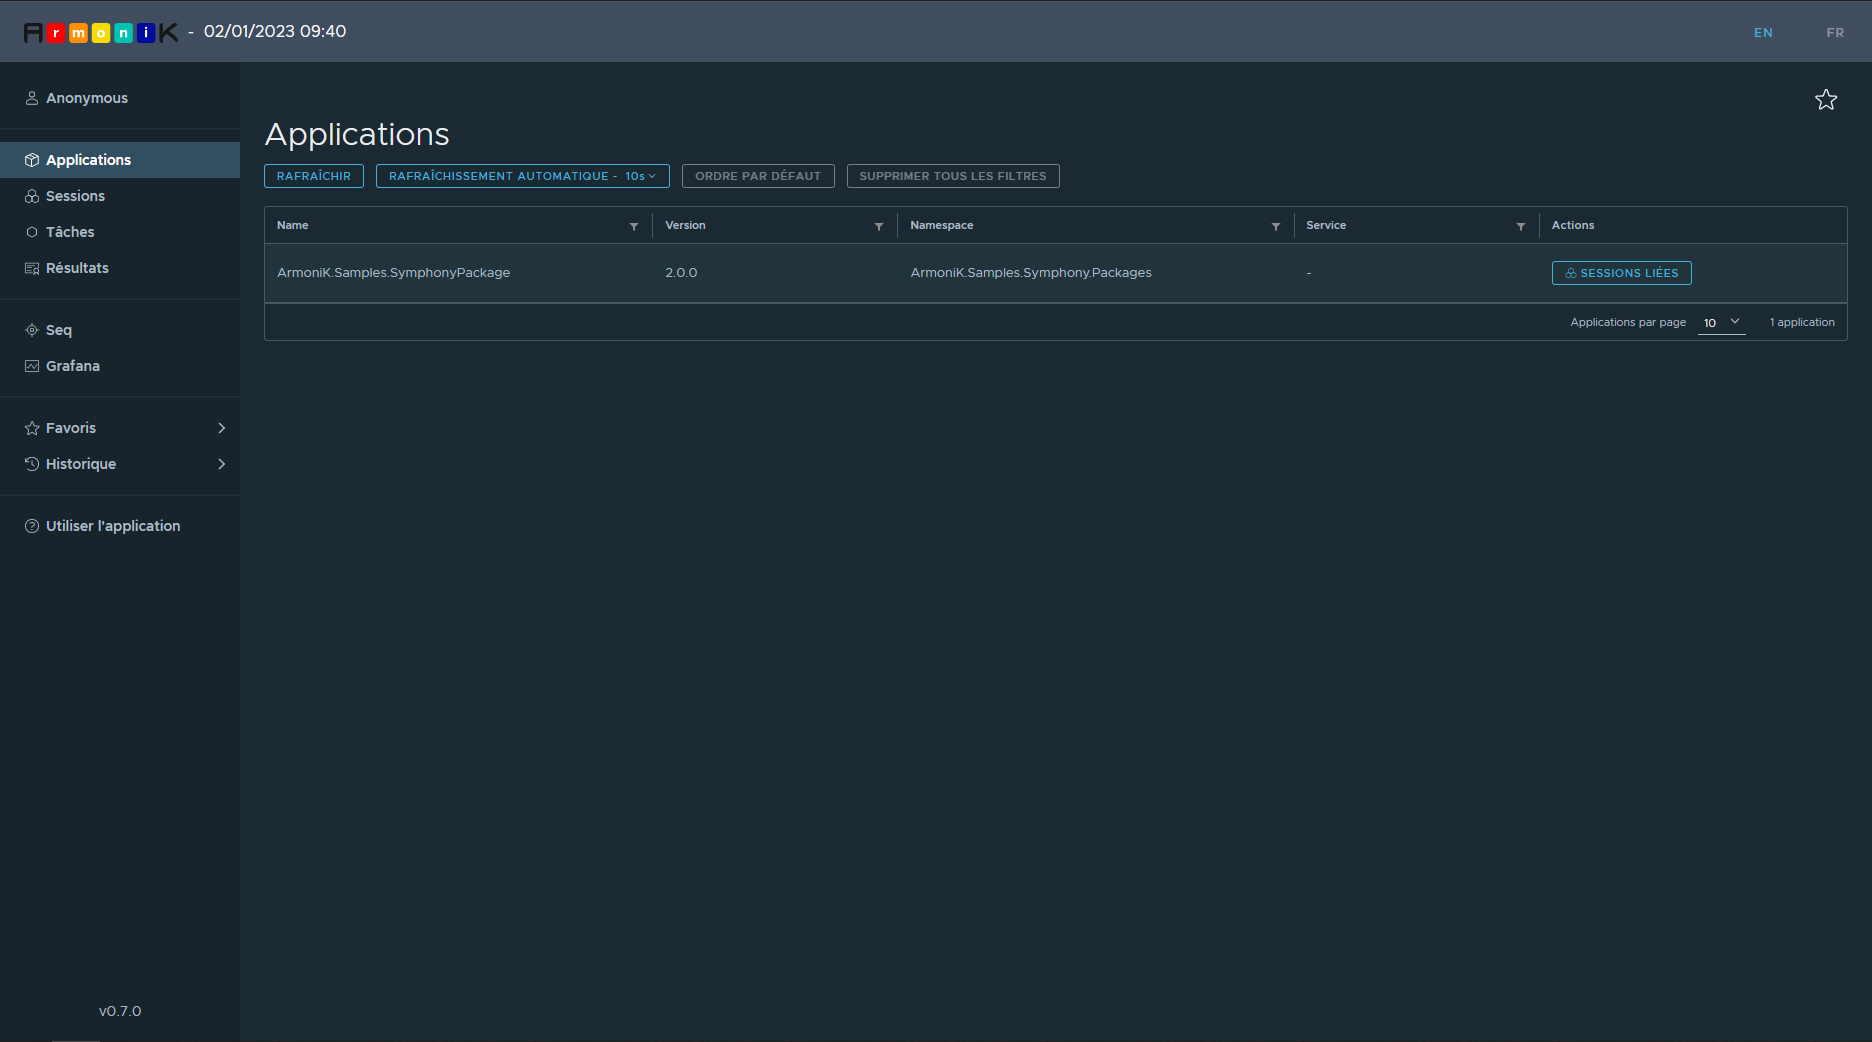 ArmoniK - 02/01/2023 09:40
EN
FR
Anonymous
Applications
Sessions
Tâches
Résultats
Seq
Grafana
Favoris
Historique
Utiliser l'application
v0.7.0
Applications
RAFRAÎCHIR
RAFRAÎCHISSEMENT AUTOMATIQUE - 10s
ORDRE PAR DÉFAUT
SUPPRIMER TOUS LES FILTRES
Name
Version
Namespace
Service
Actions
ArmoniK.Samples.SymphonyPackage
2.0.0
ArmoniK.Samples.Symphony.Packages
-
SESSIONS LIÉES
Applications par page
10
1 application